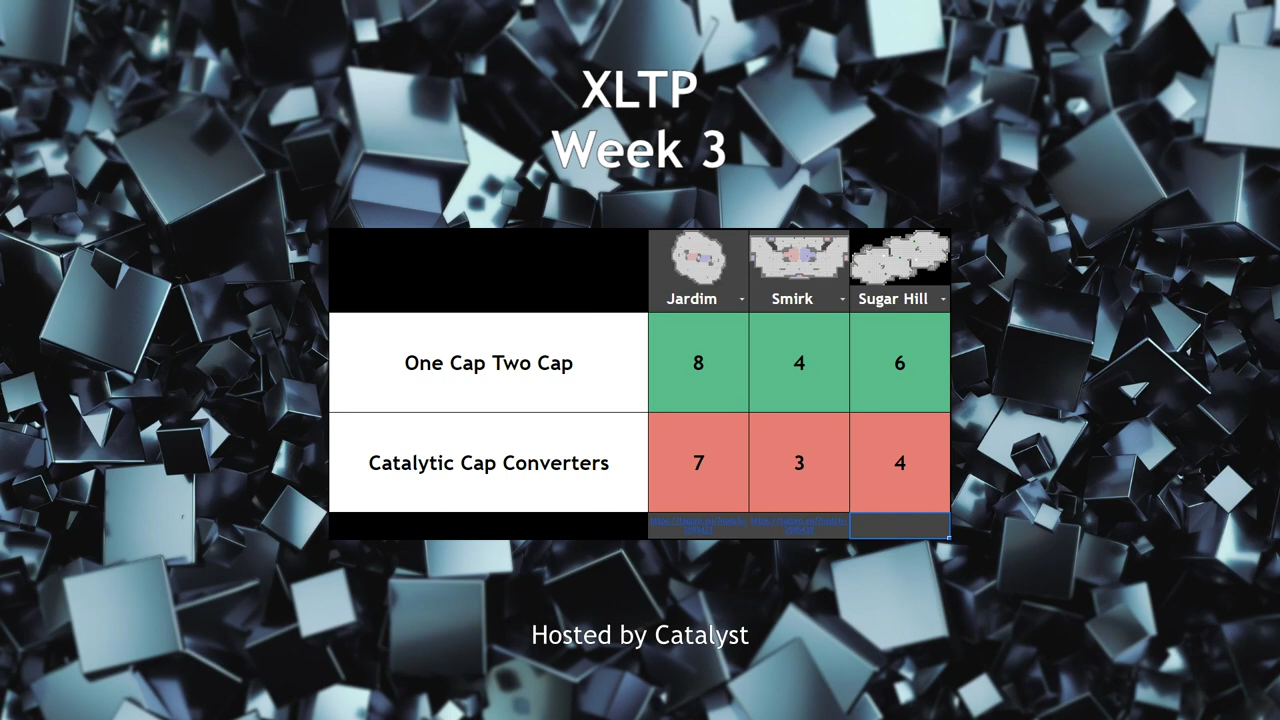 XLTP
Week 3
Jardim Smirk Sugar Hill
One Cap Two Cap 8 4 6
Catalytic Cap Converters 7 3 4
Hosted by Catalyst